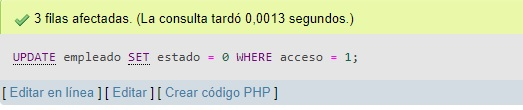 3 filas afectadas. (La consulta tardó 0,0013 segundos.)
UPDATE empleado SET estado = 0 WHERE acceso = 1;
[ Editar en línea ] [ Editar ] [ Crear código PHP ]